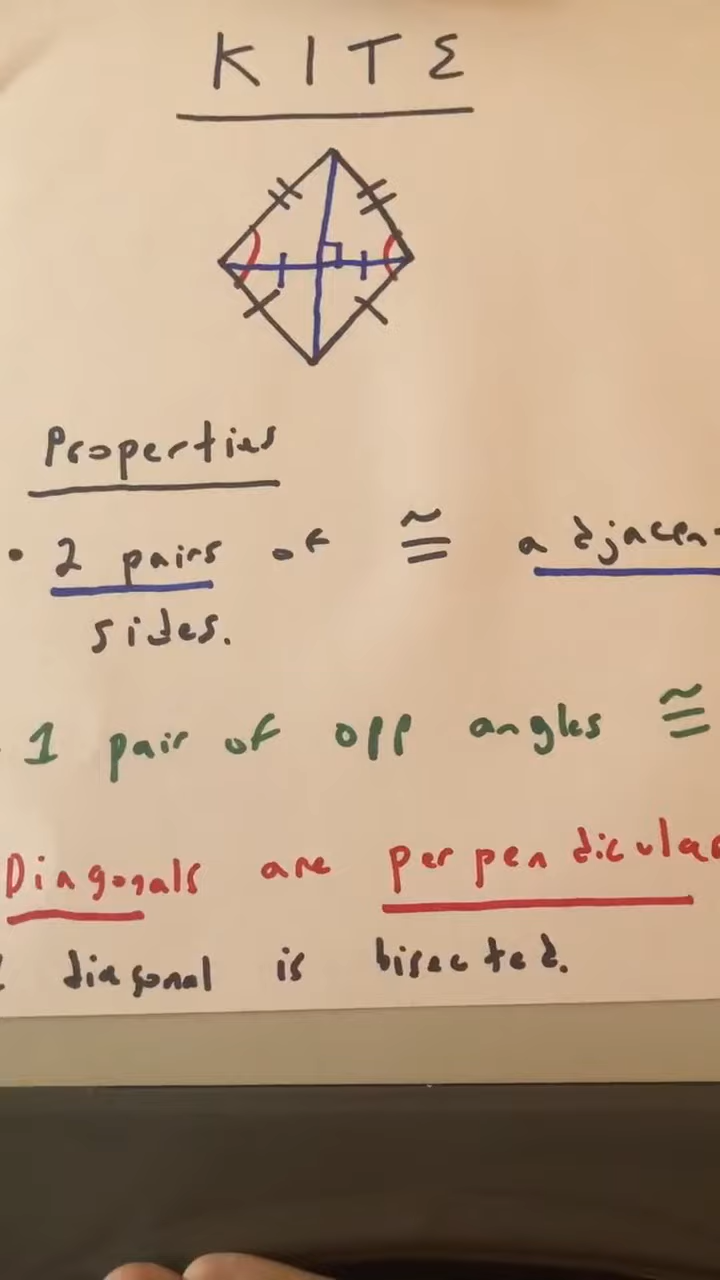 KITE
Properties
• 2 pairs of ≅ adjacent
sides.
1 pair of opp angles ≅
Diagonals are perpendicular
diagonal is bisected.